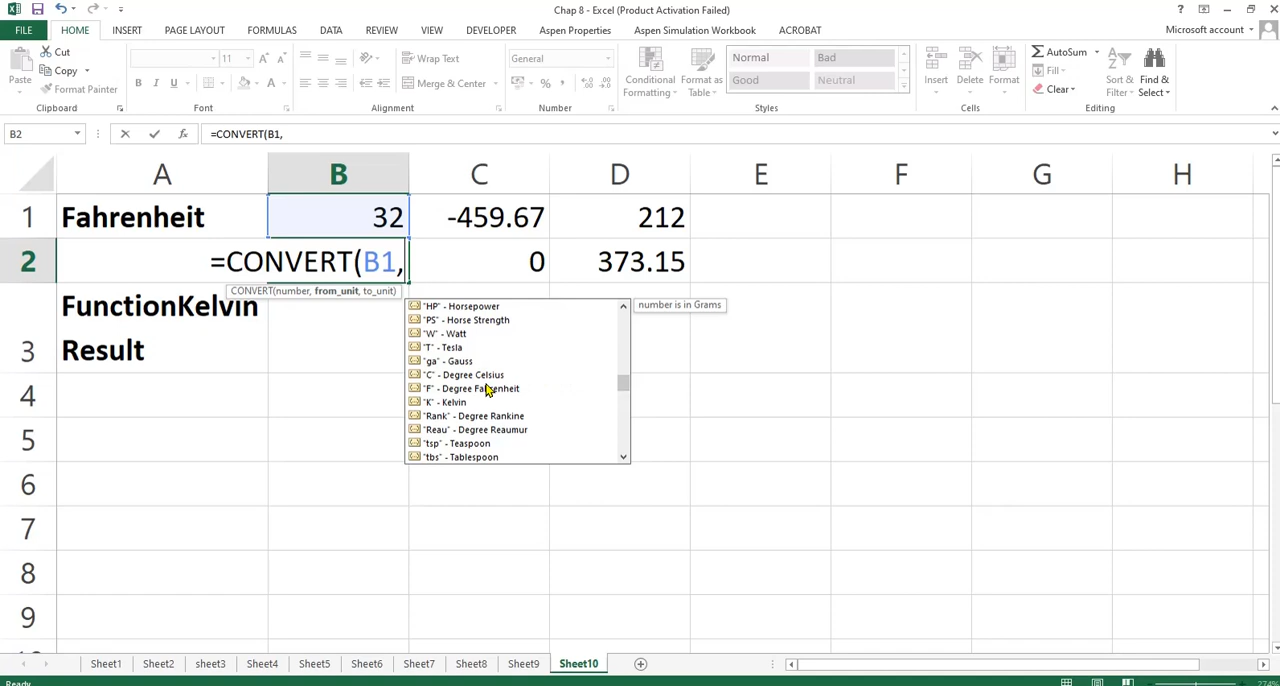 Chap 8 - Excel (Product Activation Failed)
FILE HOME INSERT PAGE LAYOUT FORMULAS DATA REVIEW VIEW DEVELOPER Aspen Properties Aspen Simulation Workbook ACROBAT Microsoft account
Paste
Cut
Copy
Format Painter
11
Wrap Text
Merge & Center
General
Conditional Formatting
Format as Table
Normal Bad
Good Neutral
Insert Delete Format
AutoSum
Fill
Clear
Sort & Filter
Find & Select
Clipboard Font Alignment Number Styles Cells Editing
B2 =CONVERT(B1,
A B C D E F G H
1 Fahrenheit 32 -459.67 212
2 =CONVERT(B1, 0 373.15
CONVERT(number, from_unit, to_unit)
3 FunctionKelvin
Result
"HP" - Horsepower
"PS" - Horse Strength
"W" - Watt
"T" - Tesla
"ga" - Gauss
"C" - Degree Celsius
"F" - Degree Fahrenheit
"K" - Kelvin
"Rank" - Degree Rankine
"Reau" - Degree Reaumur
"tsp" - Teaspoon
"tbs" - Tablespoon
number is in Grams
4
5
6
7
8
9
Sheet1 Sheet2 sheet3 Sheet4 Sheet5 Sheet6 Sheet7 Sheet8 Sheet9 Sheet10
Ready 274%